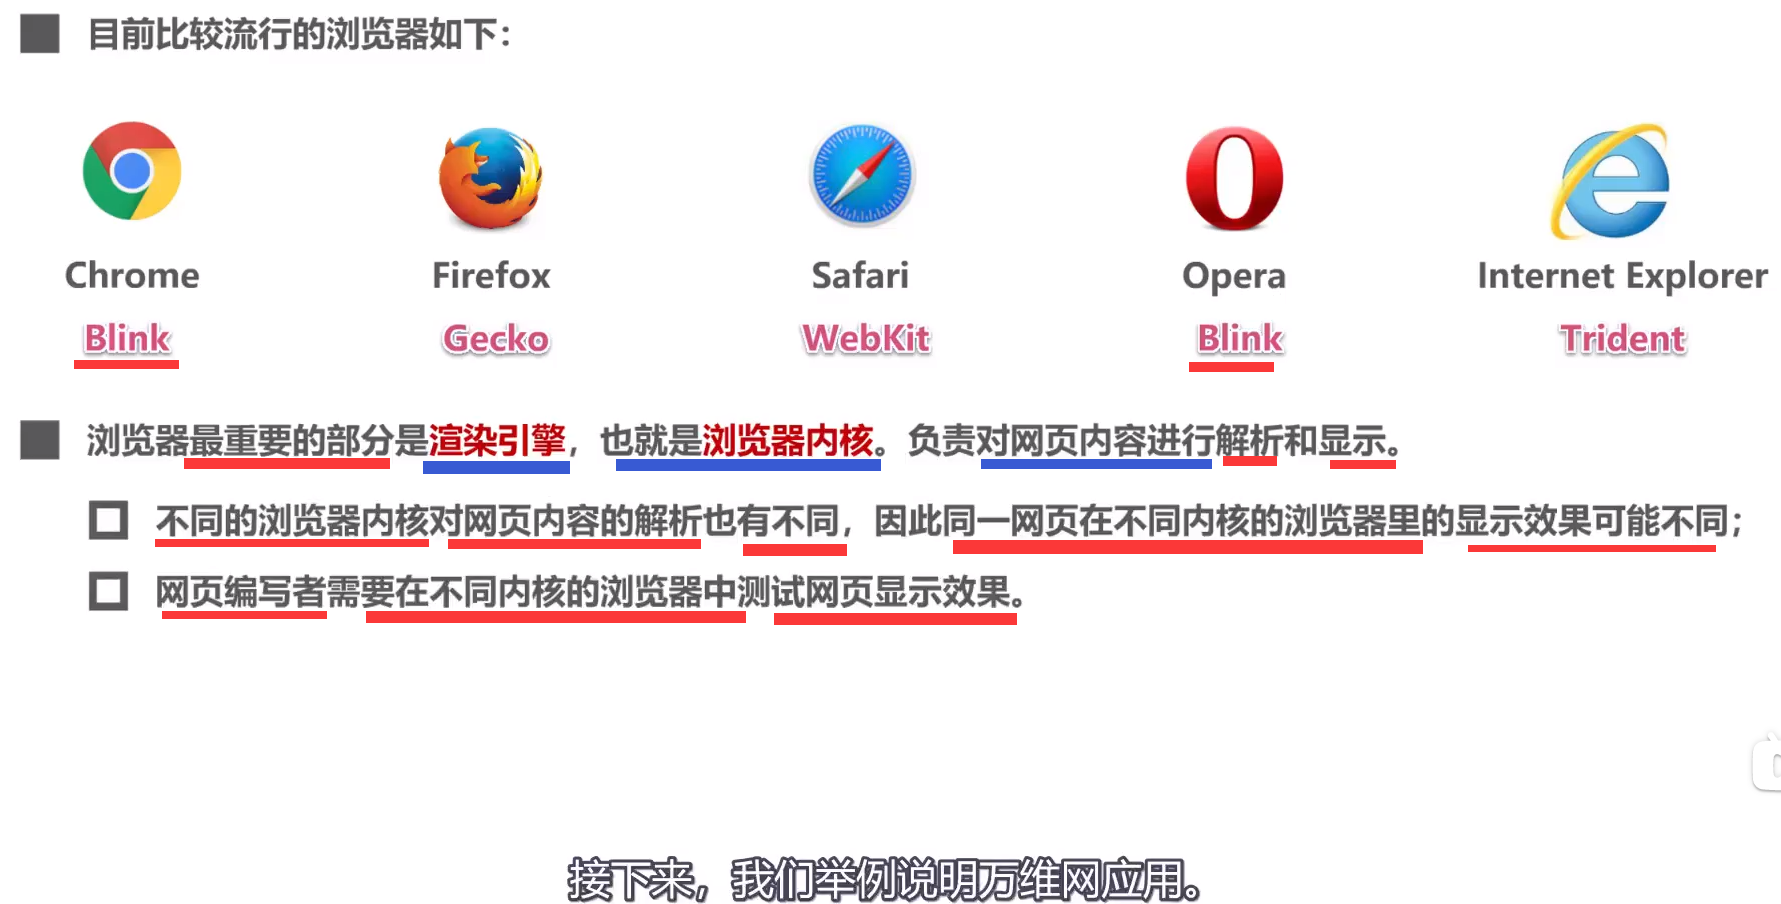 目前比较流行的浏览器如下：
Chrome Firefox Safari Opera Internet Explorer
Blink Gecko WebKit Blink Trident
浏览器最重要的部分是渲染引擎，也就是浏览器内核。负责对网页内容进行解析和显示。
不同的浏览器内核对网页内容的解析也有不同，因此同一网页在不同内核的浏览器里的显示效果可能不同；
网页编写者需要在不同内核的浏览器中测试网页显示效果。
接下来，我们举例说明万维网应用。